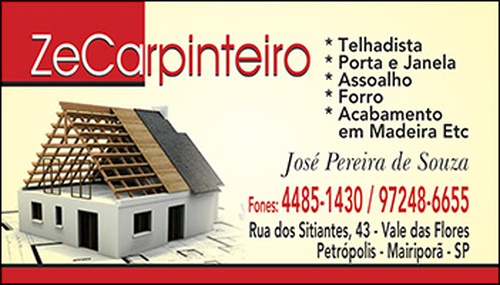 ZeCarpinteiro
* Telhadista
* Porta e Janela
* Assoalho
* Forro
* Acabamento
em Madeira Etc
José Pereira de Souza
Fones: 4485-1430 / 97248-6655
Rua dos Sitiantes, 43 - Vale das Flores
Petrópolis - Mairiporã - SP